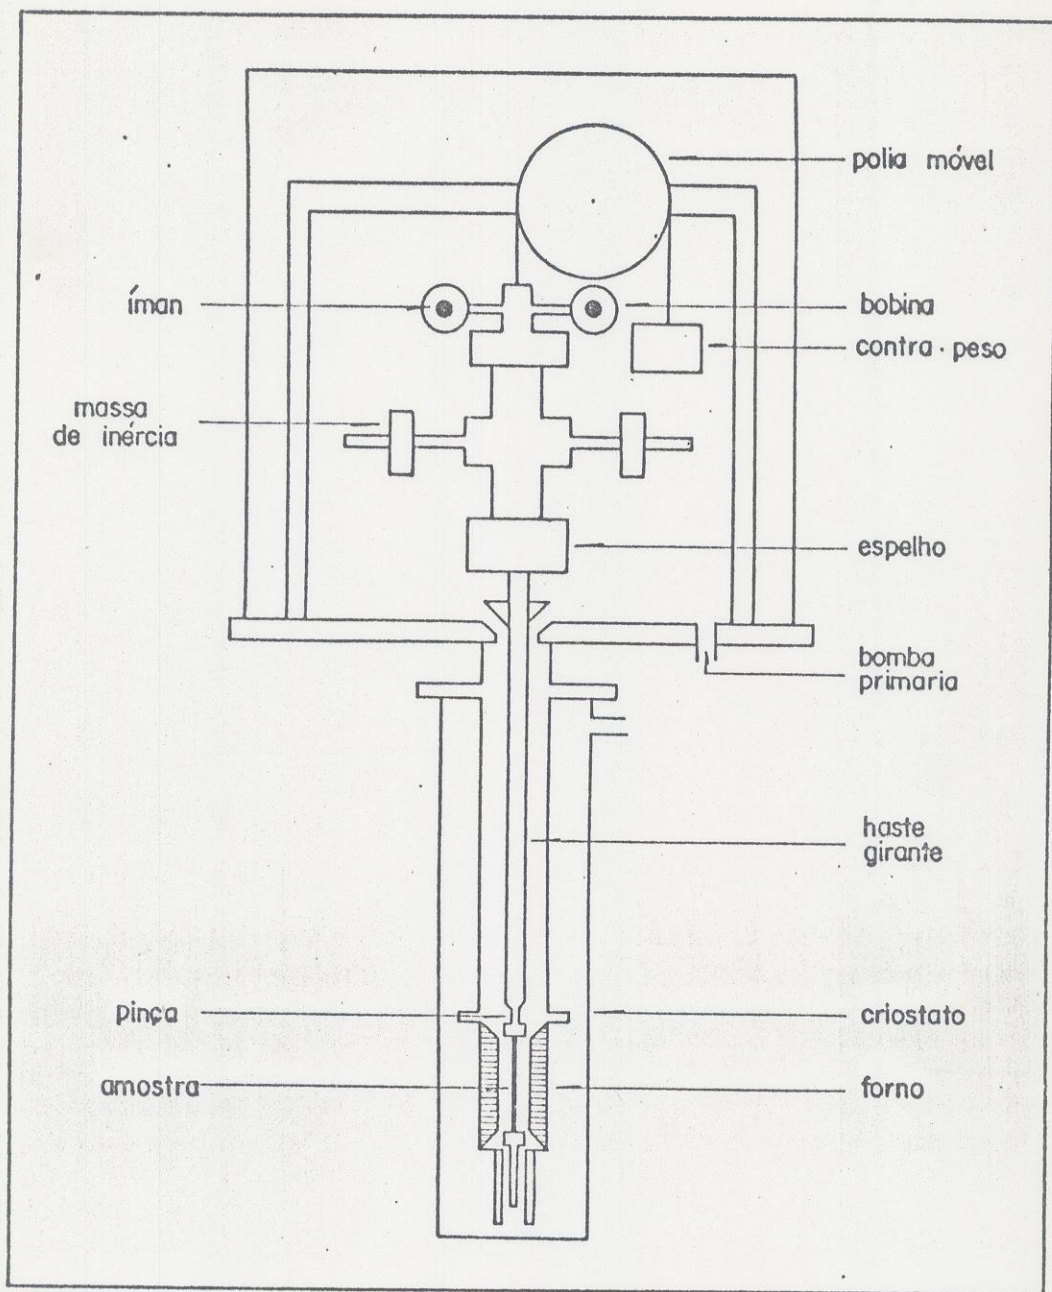 polia móvel
íman
bobina
contra-peso
massa
de inércia
espelho
bomba
primaria
haste
girante
pinça
criostato
amostra
forno